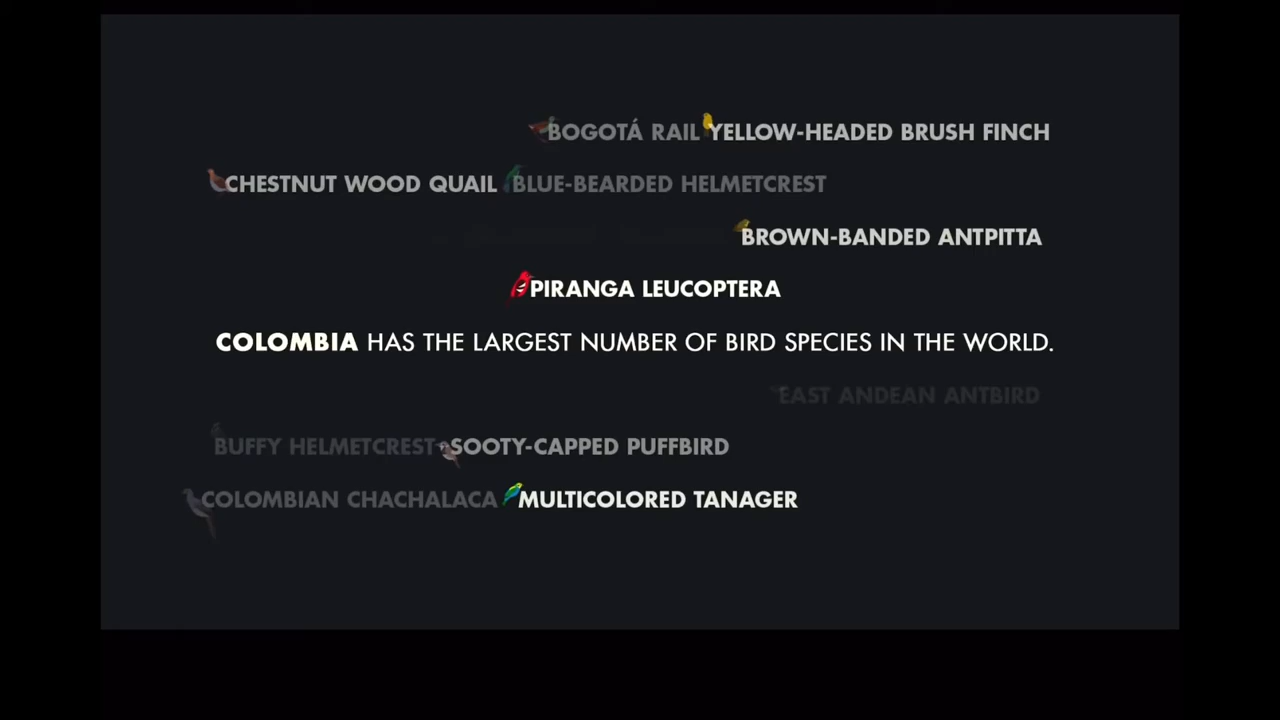 BOGOTÁ RAIL YELLOW-HEADED BRUSH FINCH
CHESTNUT WOOD QUAIL BLUE-BEARDED HELMETCREST
BROWN-BANDED ANTPITTA
PIRANGA LEUCOPTERA
COLOMBIA HAS THE LARGEST NUMBER OF BIRD SPECIES IN THE WORLD.
EAST ANDEAN ANTBIRD
BUFFY HELMETCREST SOOTY-CAPPED PUFFBIRD
COLOMBIAN CHACHALACA MULTICOLORED TANAGER